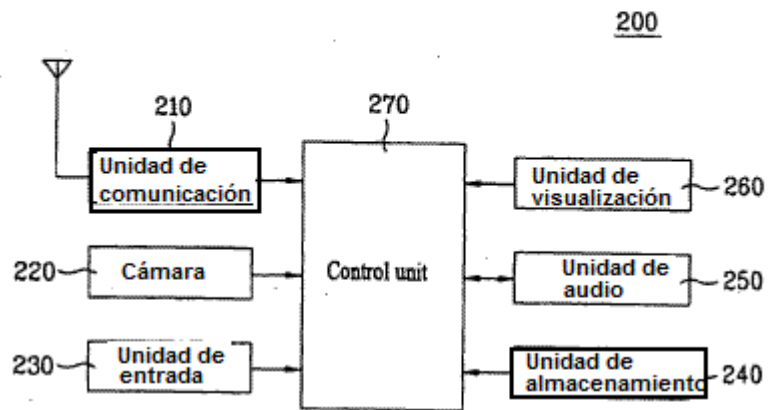 200
210
270
Unidad de
comunicación
Unidad de
visualización
260
220
Cámara
Control unit
Unidad de
audio
250
230
Unidad de
entrada
Unidad de
almacenamiento
240